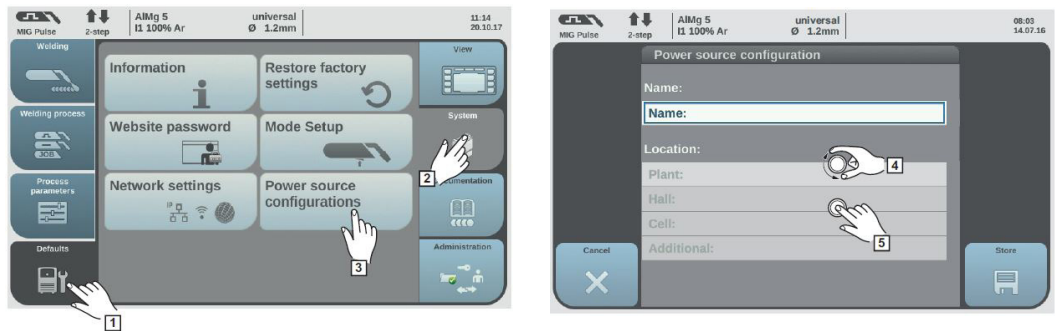 MIG Pulse
2-step
AlMg 5
I1 100% Ar
universal
Ø 1.2mm
11:14
20.10.17
Welding
Welding process
JOB
Process
parameters
Defaults
Information
Restore factory
settings
Website password
Mode Setup
Network settings
IP
Power source
configurations
View
System
Administration
1
2
3
MIG Pulse
2-step
AlMg 5
I1 100% Ar
universal
Ø 1.2mm
08:03
14.07.16
Power source configuration
Name:
Name:
Location:
Plant:
Hall:
Cell:
Additional:
4
5
Cancel
Store